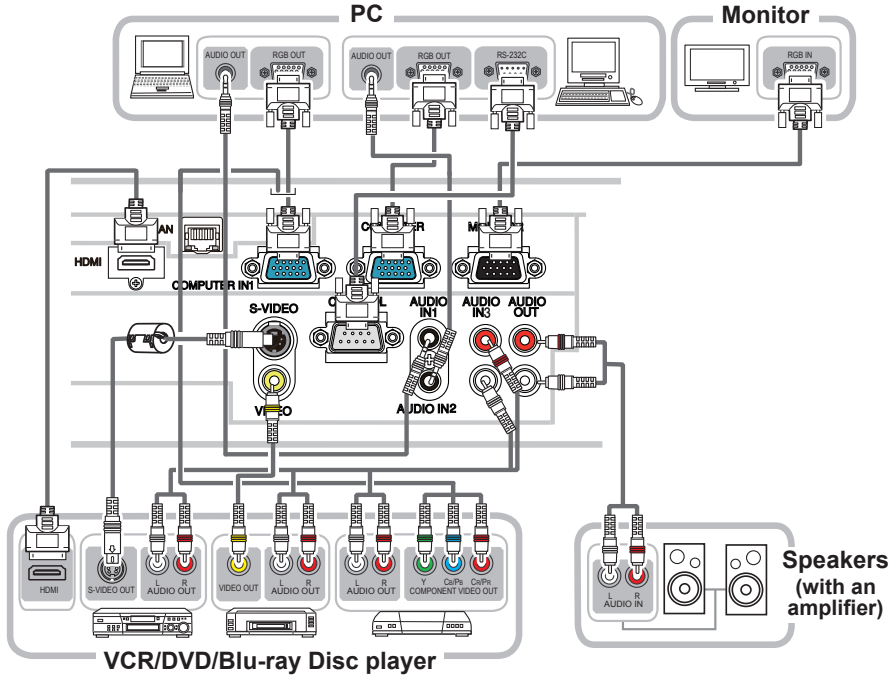 PC
Monitor
AUDIO OUT
RGB OUT
AUDIO OUT
RGB OUT
RS-232C
RGB IN
AN
HDMI
COMPUTER IN1
S-VIDEO
AUDIO IN1
AUDIO IN3
AUDIO OUT
VIDEO
AUDIO IN2
HDMI
S-VIDEO OUT
L R
AUDIO OUT
VIDEO OUT
L R
AUDIO OUT
L R
AUDIO OUT
Y CB/PB CR/PR
COMPONENT VIDEO OUT
L R
AUDIO IN
Speakers
(with an
amplifier)
VCR/DVD/Blu-ray Disc player